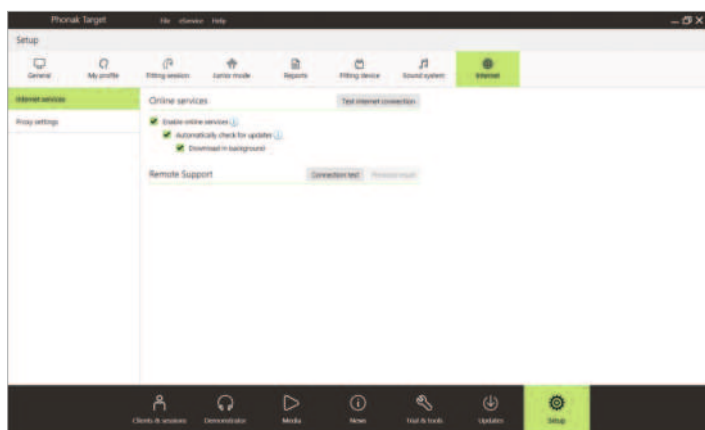 Phonak Target File eService Help
Setup
General My profile Fitting session Junior mode Reports Fitting device Sound system Internet
Internet services
Proxy settings
Online services Test internet connection
Enable online services
Automatically check for updates
Download in background
Remote Support Connection test
Clients & sessions Demonstrator Media News Trial & tools Updates Setup